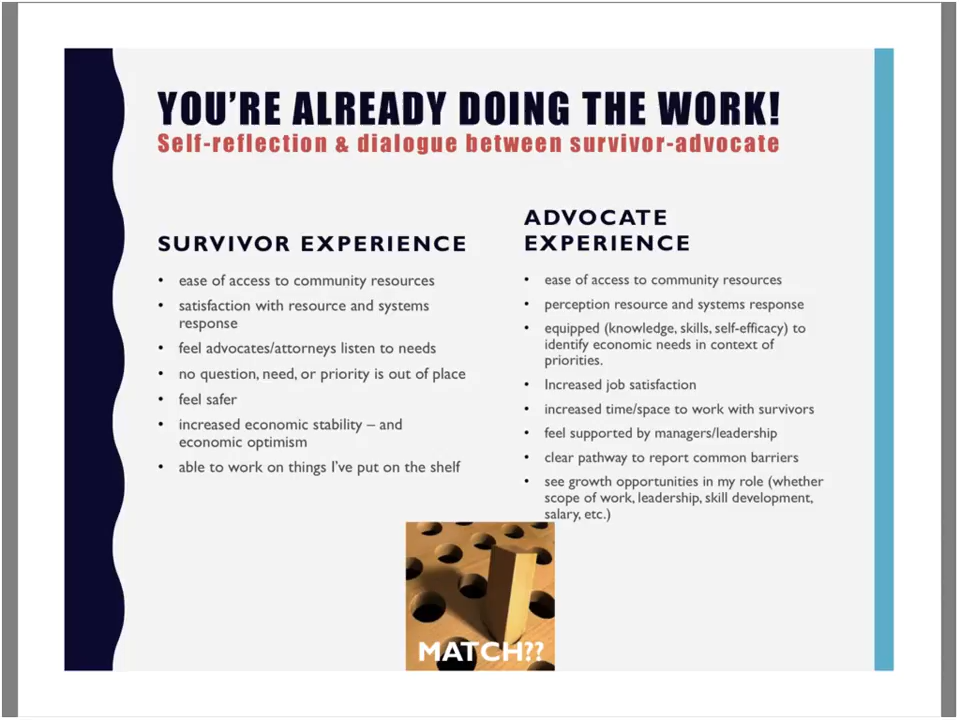 YOU'RE ALREADY DOING THE WORK!
Self-reflection & dialogue between survivor-advocate
SURVIVOR EXPERIENCE
• ease of access to community resources
• satisfaction with resource and systems
response
• feel advocates/attorneys listen to needs
• no question, need, or priority is out of place
• feel safer
• increased economic stability – and
economic optimism
• able to work on things I've put on the shelf
ADVOCATE
EXPERIENCE
• ease of access to community resources
• perception resource and systems response
• equipped (knowledge, skills, self-efficacy) to
identify economic needs in context of
priorities.
• Increased job satisfaction
• increased time/space to work with survivors
• feel supported by managers/leadership
• clear pathway to report common barriers
• see growth opportunities in my role (whether
scope of work, leadership, skill development,
salary, etc.)
MATCH??